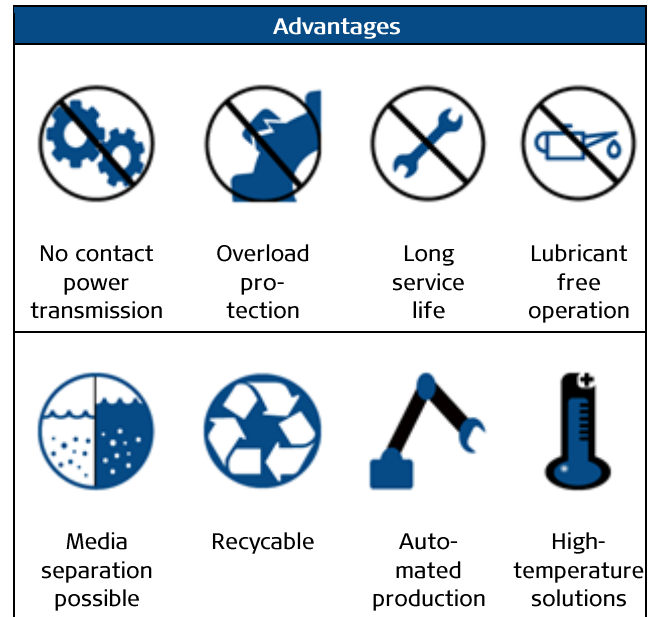 Advantages
No contact
power
transmission
Overload
pro-
tection
Long
service
life
Lubricant
free
operation
Media
separation
possible
Recycable
Auto-
mated
production
High-
temperature
solutions